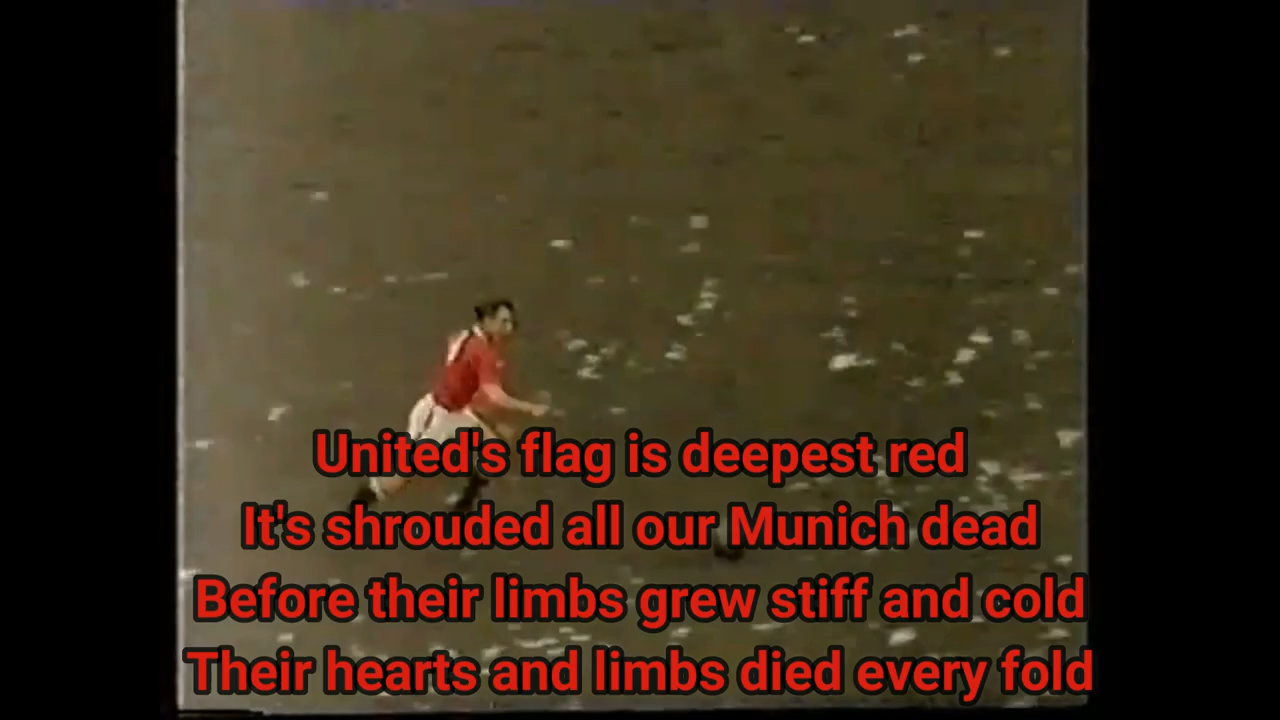 United's flag is deepest red
It's shrouded all our Munich dead
Before their limbs grew stiff and cold
Their hearts and limbs died every fold